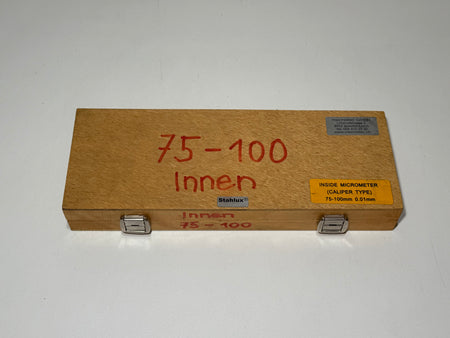 75-100
Innen
Stahlux
INSIDE MICROMETER
(CALIPER TYPE)
75-100mm 0.01mm
Innen
75-100